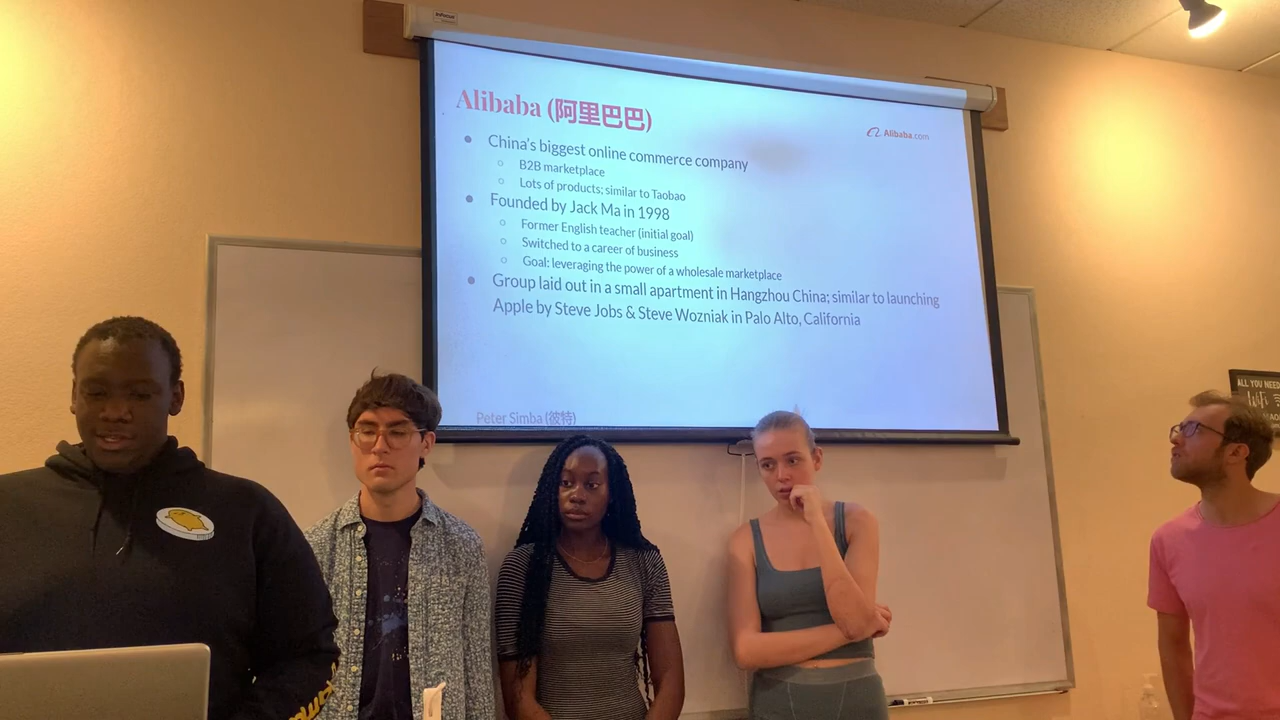 InFocus
Alibaba (阿里巴巴)
Alibaba.com
China's biggest online commerce company
B2B marketplace
Lots of products; similar to Taobao
Founded by Jack Ma in 1998
Former English teacher (initial goal)
Switched to a career of business
Goal: leveraging the power of a wholesale marketplace
Group laid out in a small apartment in Hangzhou China; similar to launching
Apple by Steve Jobs & Steve Wozniak in Palo Alto, California
Peter Simba (彼特)
ALL YOU NEED
WiFi